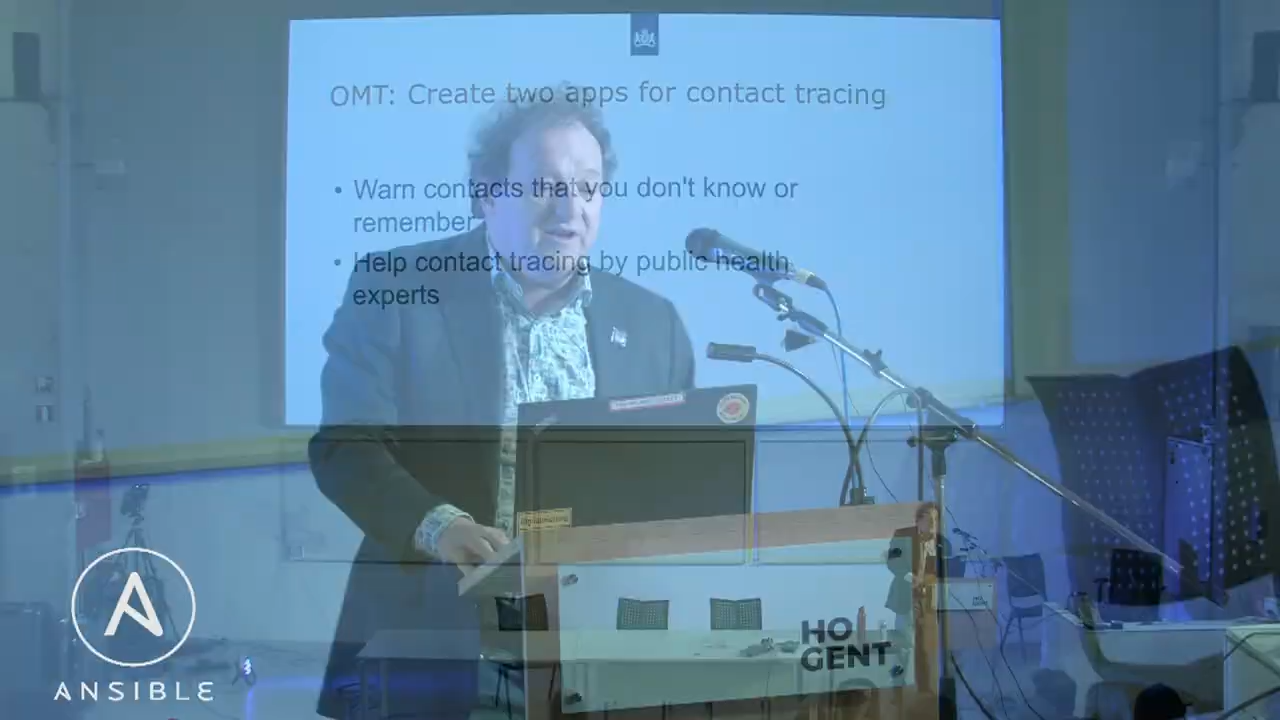 OMT: Create two apps for contact tracing
• Warn contacts that you don't know or
remember
• Help contact tracing by public health
experts
HO
GENT
ANSIBLE